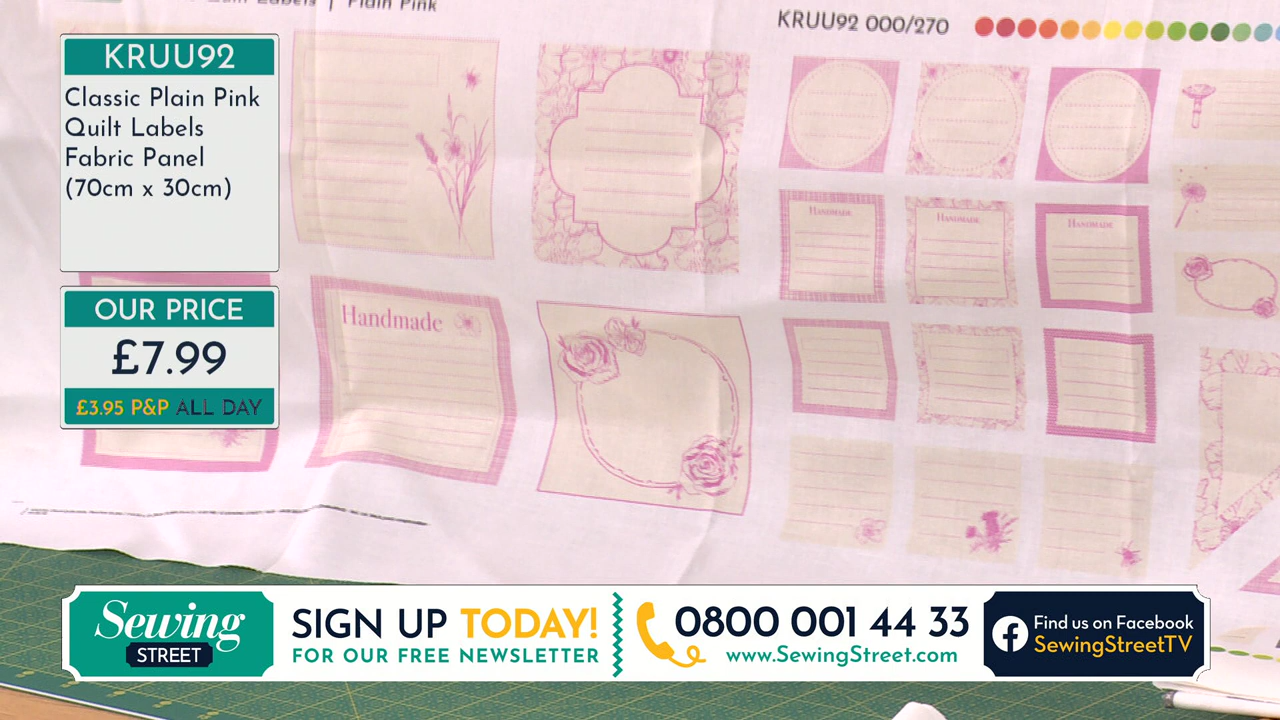 Labels | Plain Pink
KRUU92 000/270
KRUU92
Classic Plain Pink
Quilt Labels
Fabric Panel
(70cm x 30cm)
OUR PRICE
£7.99
£3.95 P&P ALL DAY
Handmade
HANDMADE
HANDMADE
HANDMADE
Sewing
STREET
SIGN UP TODAY!
FOR OUR FREE NEWSLETTER
0800 001 44 33
www.SewingStreet.com
Find us on Facebook
SewingStreetTV